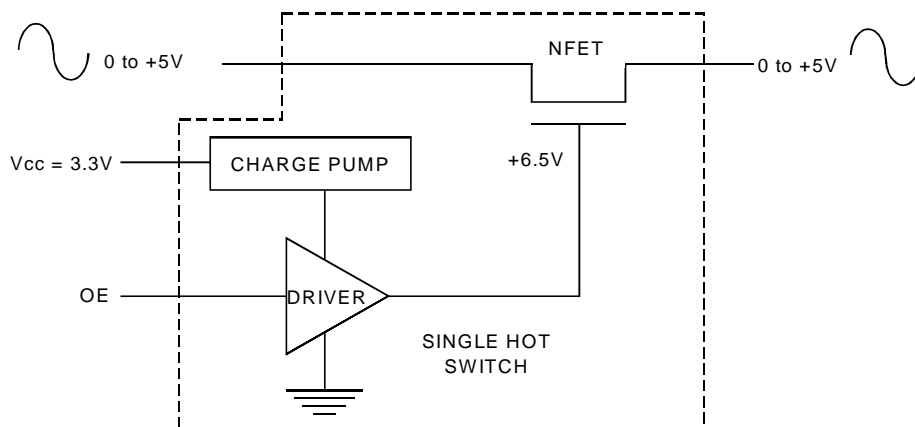 NFET
0 to +5V
0 to +5V
+6.5V
Vcc = 3.3V
CHARGE PUMP
OE
DRIVER
SINGLE HOT
SWITCH